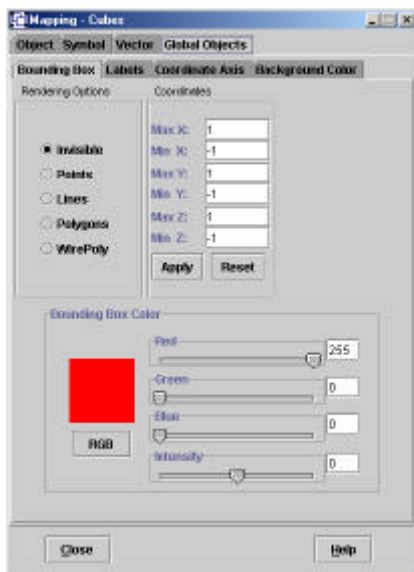 Mapping - Cubes
Object Symbol Vector Global Objects
Bounding Box Labels Coordinate Axis Background Color
Rendering Options Coordinates
Max X: 1
Invisible Min X: -1
Points Max Y: 1
Lines Min Y: -1
Polygons Max Z: 1
WirePoly Min Z: -1
Apply Reset
Bounding Box Color
Red
255
Green
0
Blue
0
RGB
Intensity
0
Close Help